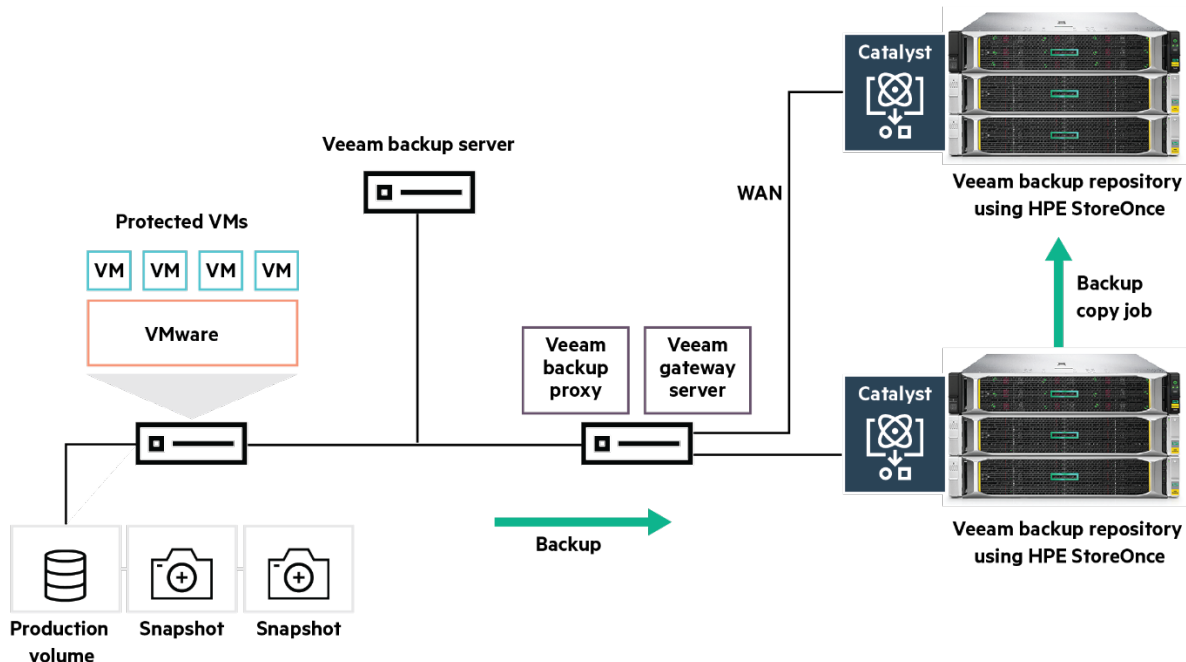 Catalyst
Veeam backup server
WAN
Veeam backup repository
using HPE StoreOnce
Protected VMs
VM VM VM VM
VMware
Backup
copy job
Veeam
backup
proxy
Veeam
gateway
server
Catalyst
Veeam backup repository
using HPE StoreOnce
Backup
Production
volume
Snapshot
Snapshot